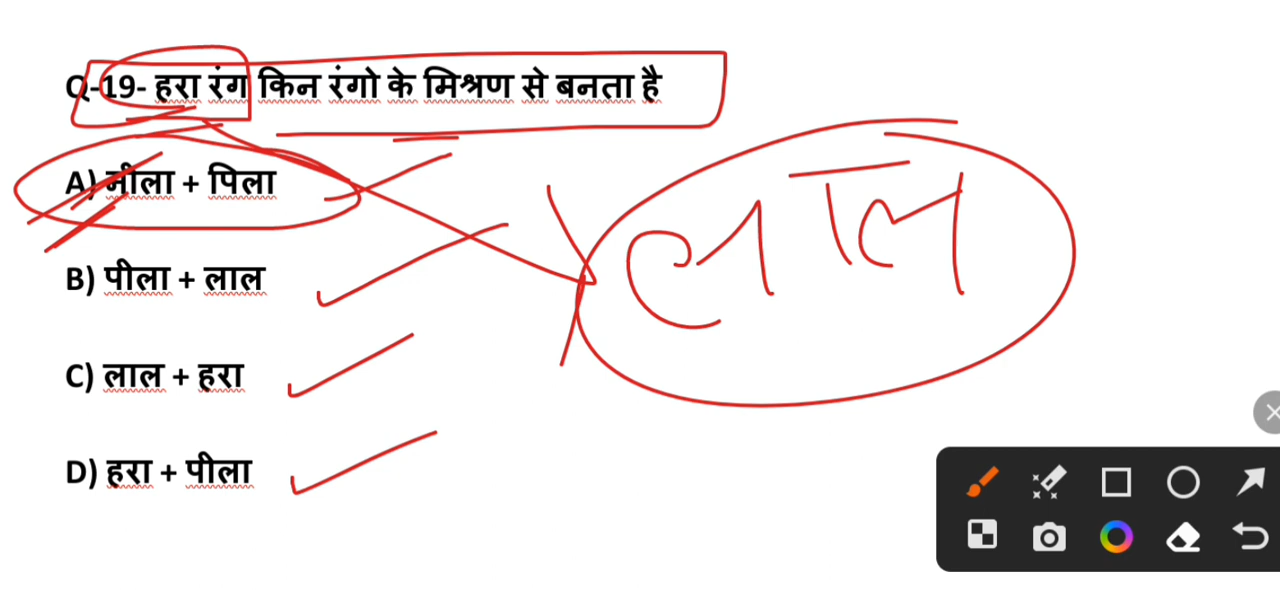 Q-19- हरा रंग किन रंगो के मिश्रण से बनता है
A) नीला + पिला
लाल
B) पीला + लाल
C) लाल + हरा
D) हरा + पीला